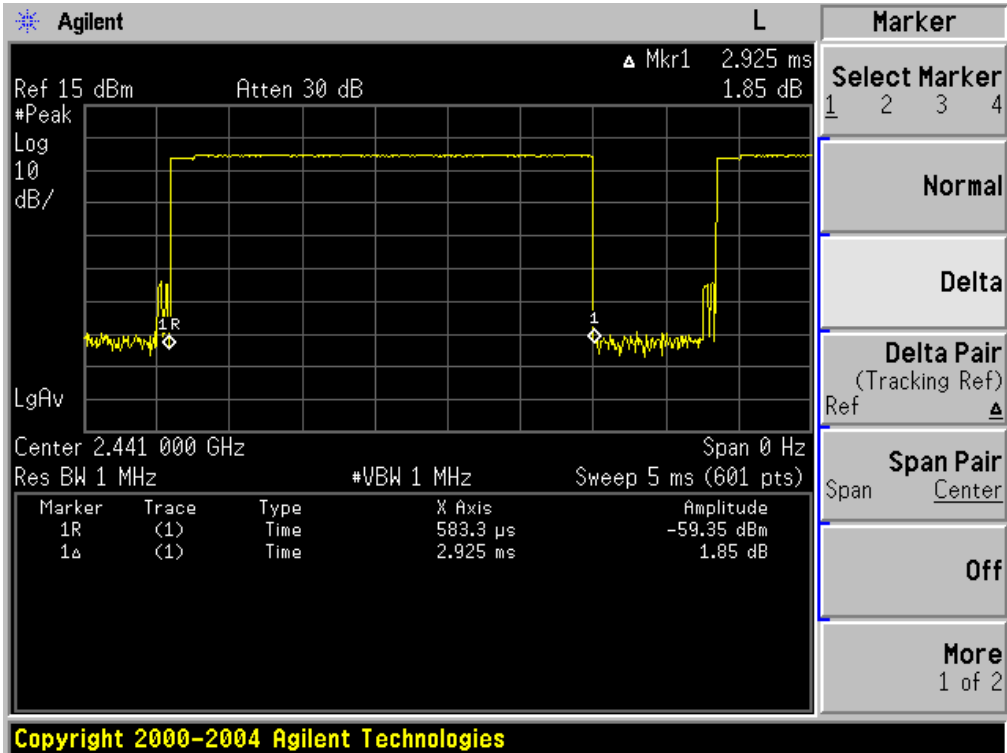 Agilent L
Δ Mkr1 2.925 ms
Ref 15 dBm Atten 30 dB 1.85 dB
#Peak
Log
10
dB/
1R
1
LgAv
Center 2.441 000 GHz Span 0 Hz
Res BW 1 MHz #VBW 1 MHz Sweep 5 ms (601 pts)
Marker Trace Type X Axis Amplitude
1R (1) Time 583.3 µs -59.35 dBm
1Δ (1) Time 2.925 ms 1.85 dB
Copyright 2000-2004 Agilent Technologies
Marker
Select Marker
1 2 3 4
Normal
Delta
Delta Pair
(Tracking Ref)
Ref Δ
Span Pair
Span Center
Off
More
1 of 2